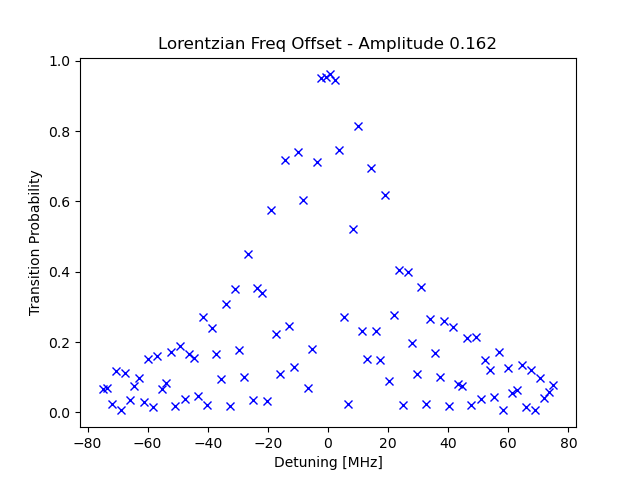 Lorentzian Freq Offset - Amplitude 0.162
1.0
0.8
0.6
0.4
0.2
0.0
Transition Probability
−80 −60 −40 −20 0 20 40 60 80
Detuning [MHz]